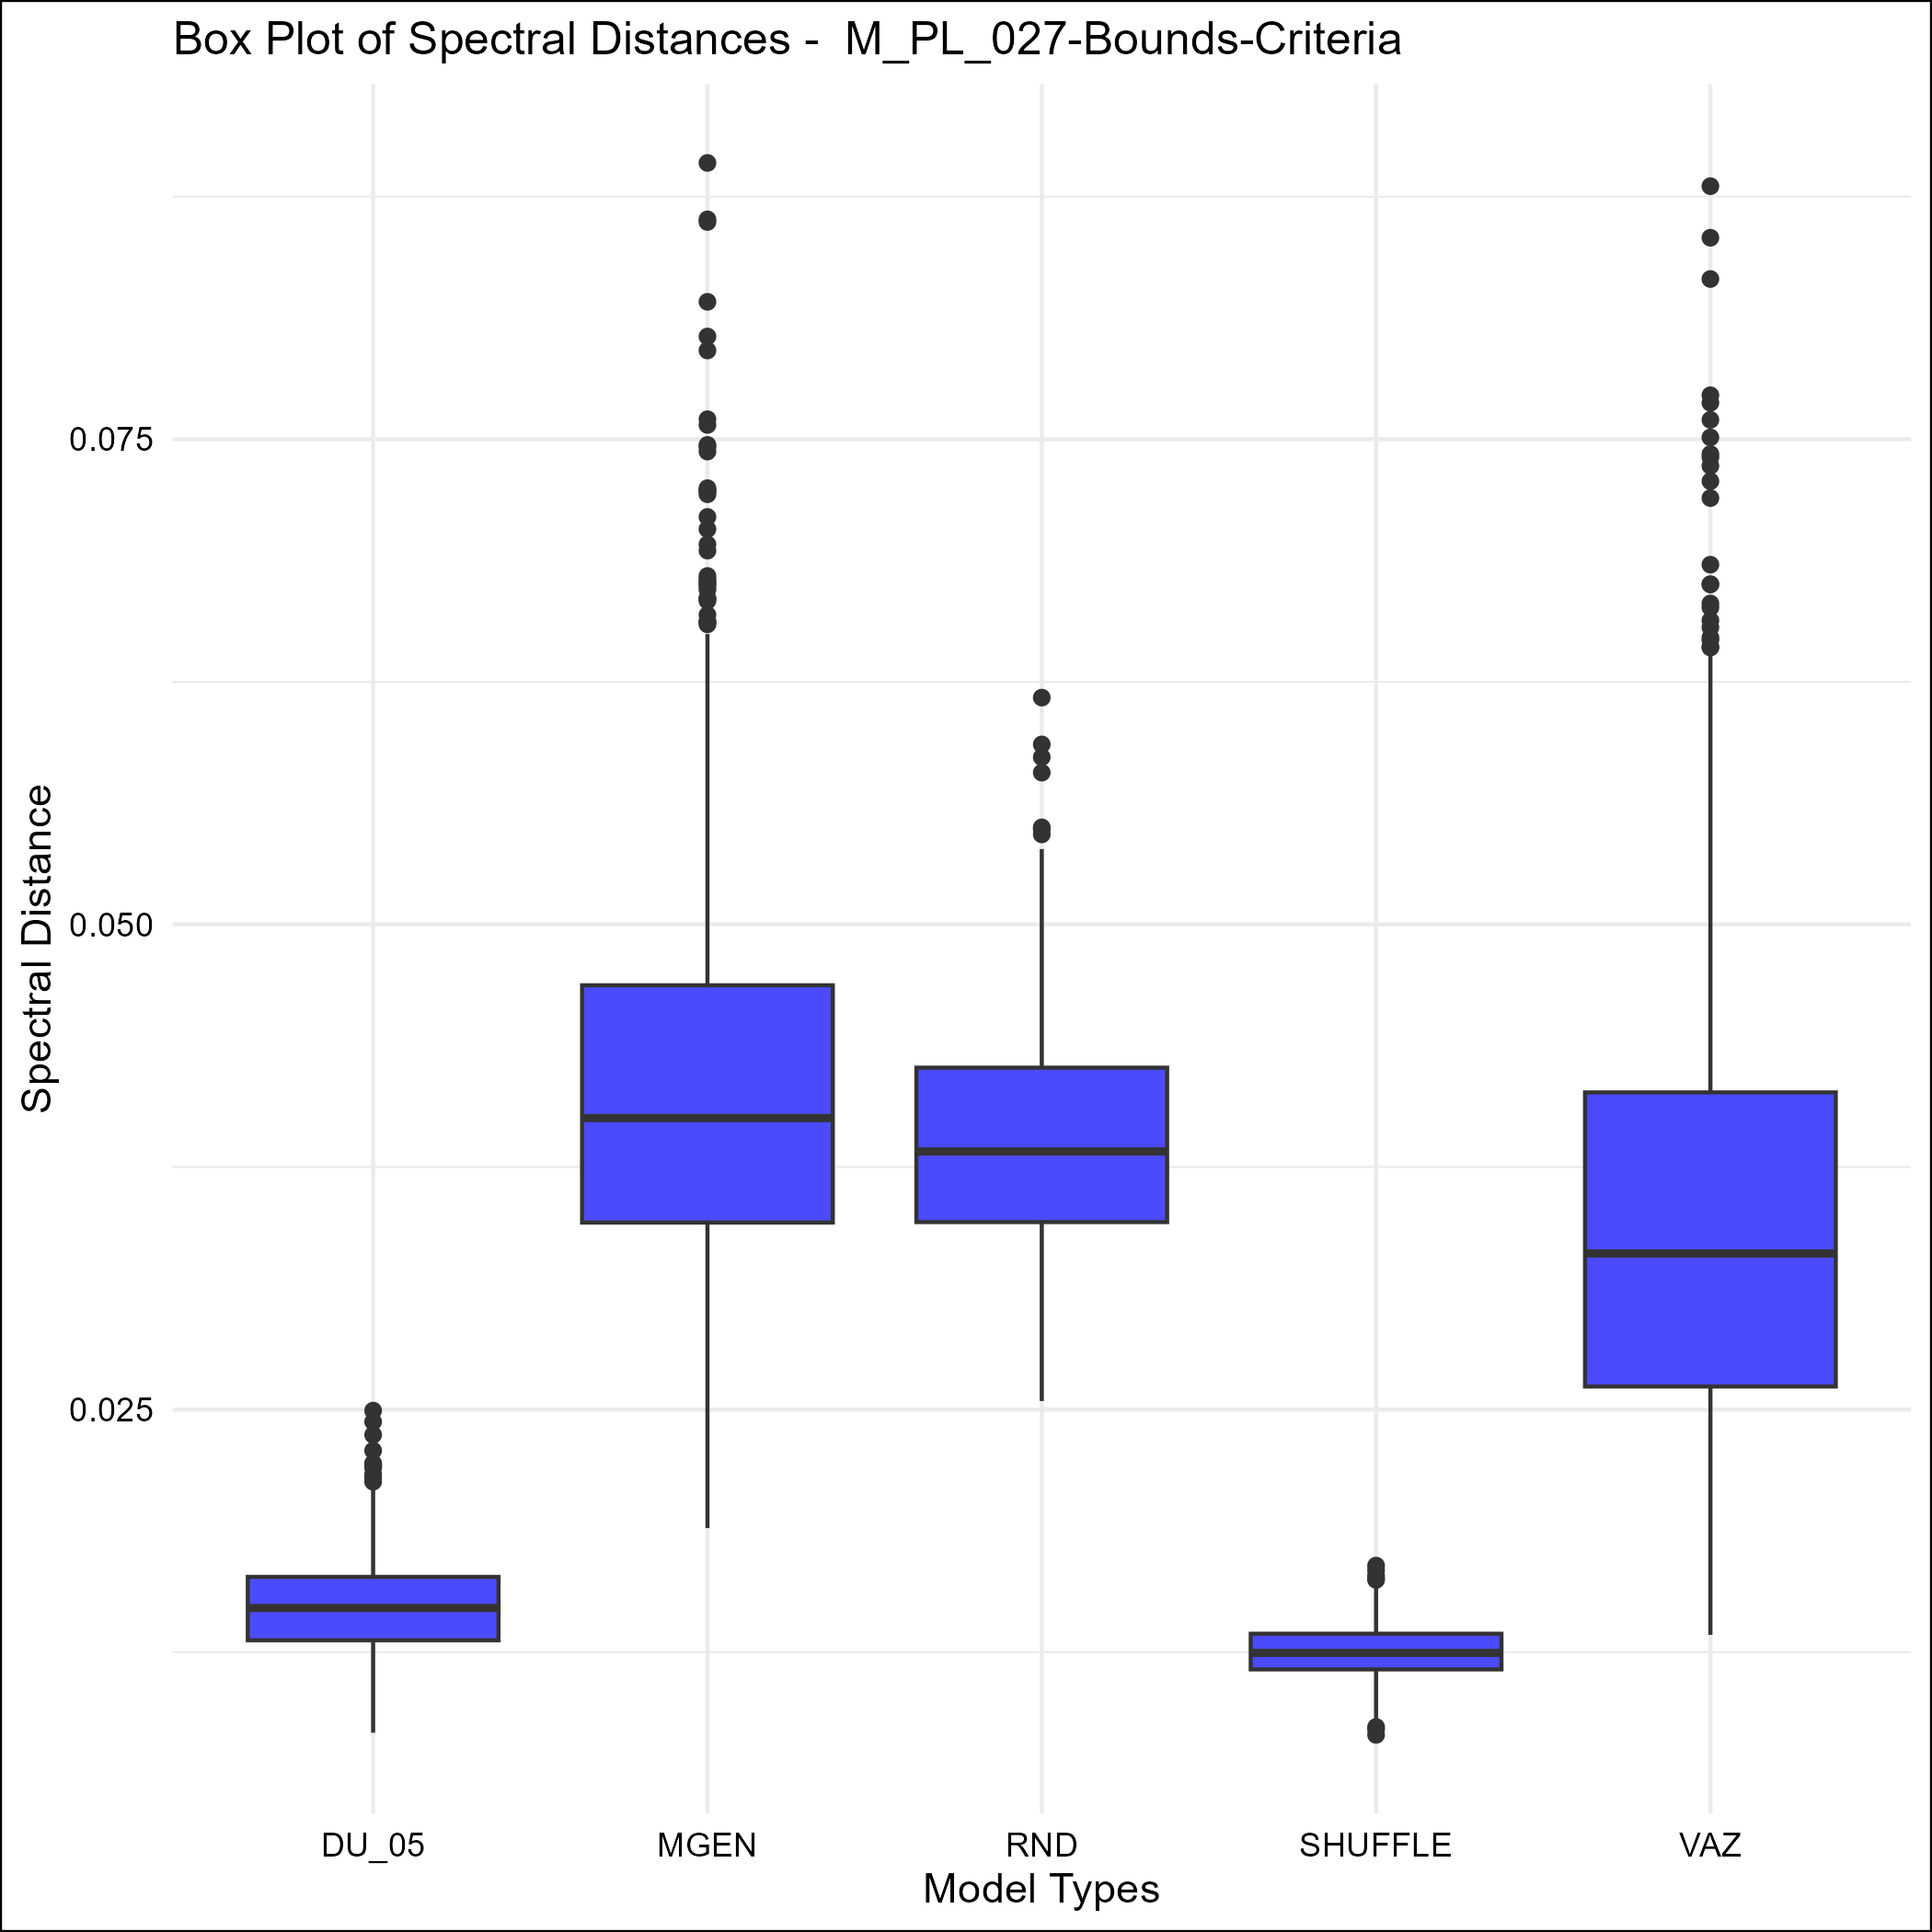 Box Plot of Spectral Distances -  M_PL_027-Bounds-Criteria
Spectral Distance
0.075
0.050
0.025
DU_05 MGEN RND SHUFFLE VAZ
Model Types